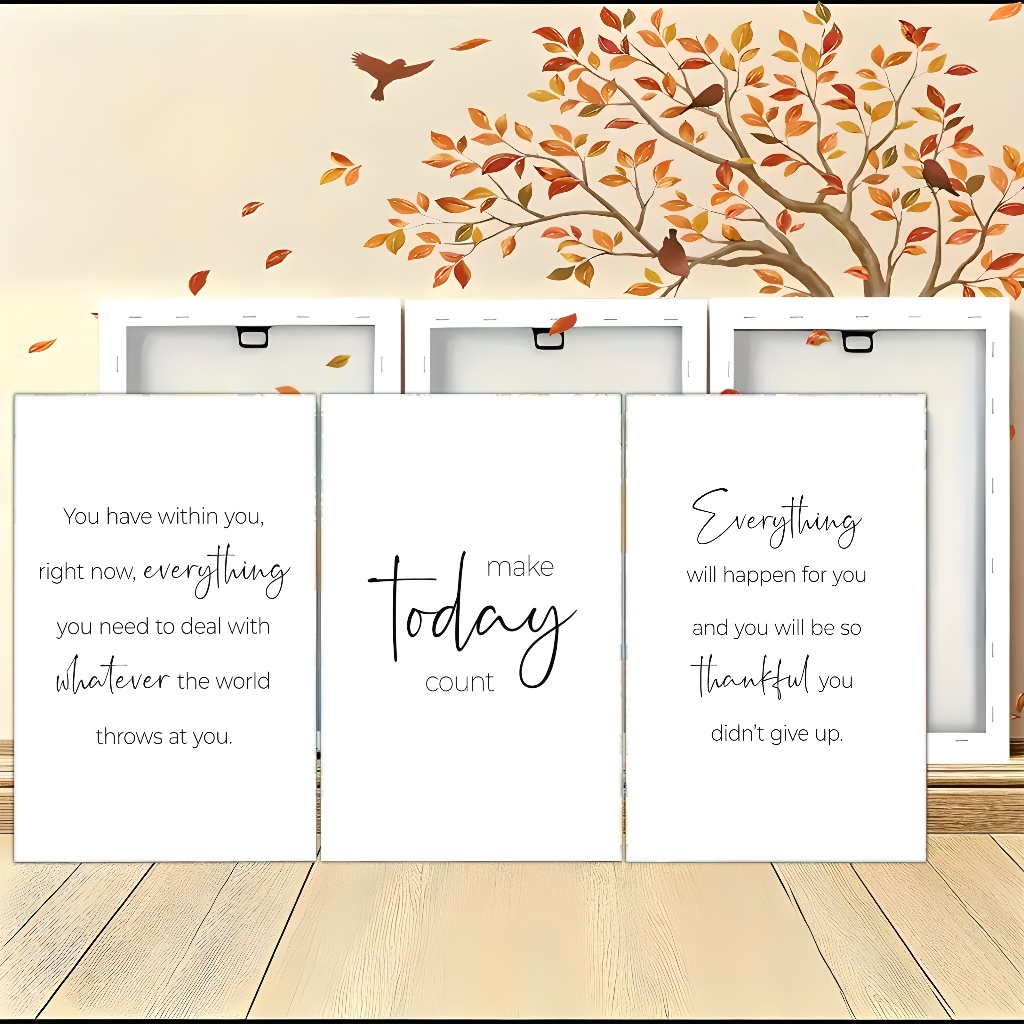 You have within you,
right now, everything
you need to deal with
whatever the world
throws at you.
make
today
count
Everything
will happen for you
and you will be so
thankful you
didn't give up.